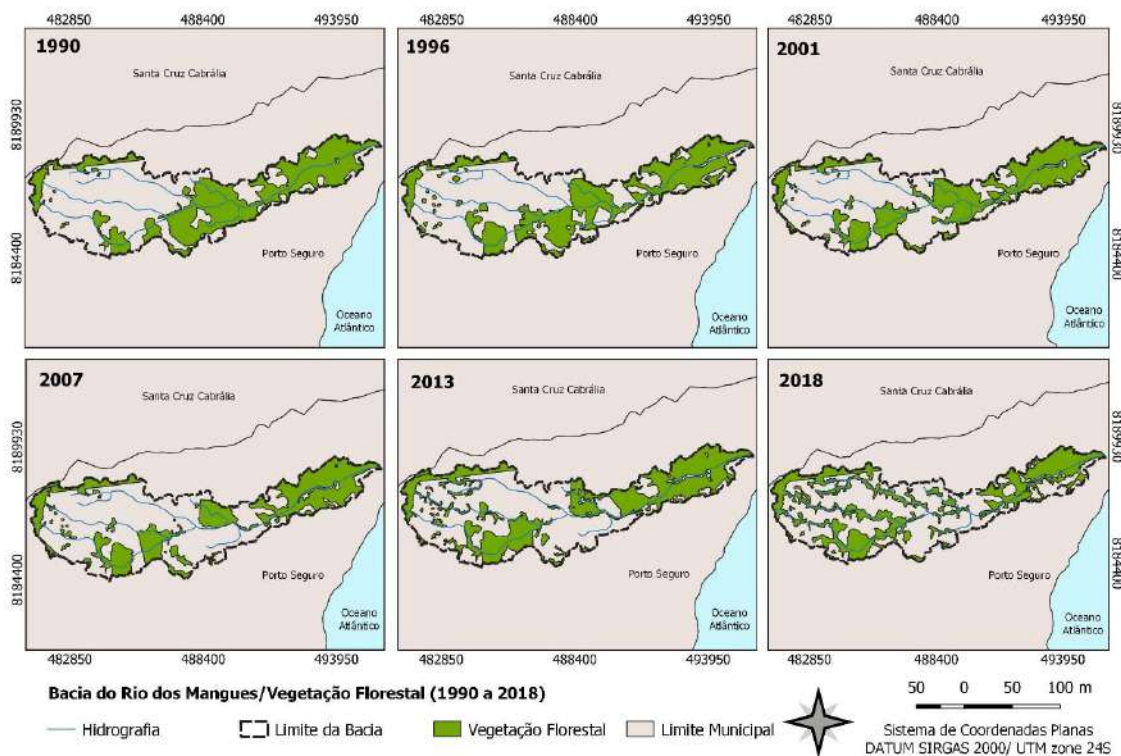 482850 488400 493950 482850 488400 493950 482850 488400 493950
1990
Santa Cruz Cabrália
8189930
8184400
Porto Seguro
Oceano
Atlântico
1996
Santa Cruz Cabrália
Porto Seguro
Oceano
Atlântico
2001
Santa Cruz Cabrália
8189930
8184400
Porto Seguro
Oceano
Atlântico
2007
Santa Cruz Cabrália
8189930
8184400
Porto Seguro
Oceano
Atlântico
2013
Santa Cruz Cabrália
Porto Seguro
Oceano
Atlântico
2018
Santa Cruz Cabrália
8189930
8184400
Porto Seguro
Oceano
Atlântico
482850 488400 493950 482850 488400 493950 482850 488400 493950
Bacia do Rio dos Mangues/Vegetação Florestal (1990 a 2018)
Hidrografia Limite da Bacia Vegetação Florestal Limite Municipal
50 0 50 100 m
Sistema de Coordenadas Planas
DATUM SIRGAS 2000/ UTM zone 24S